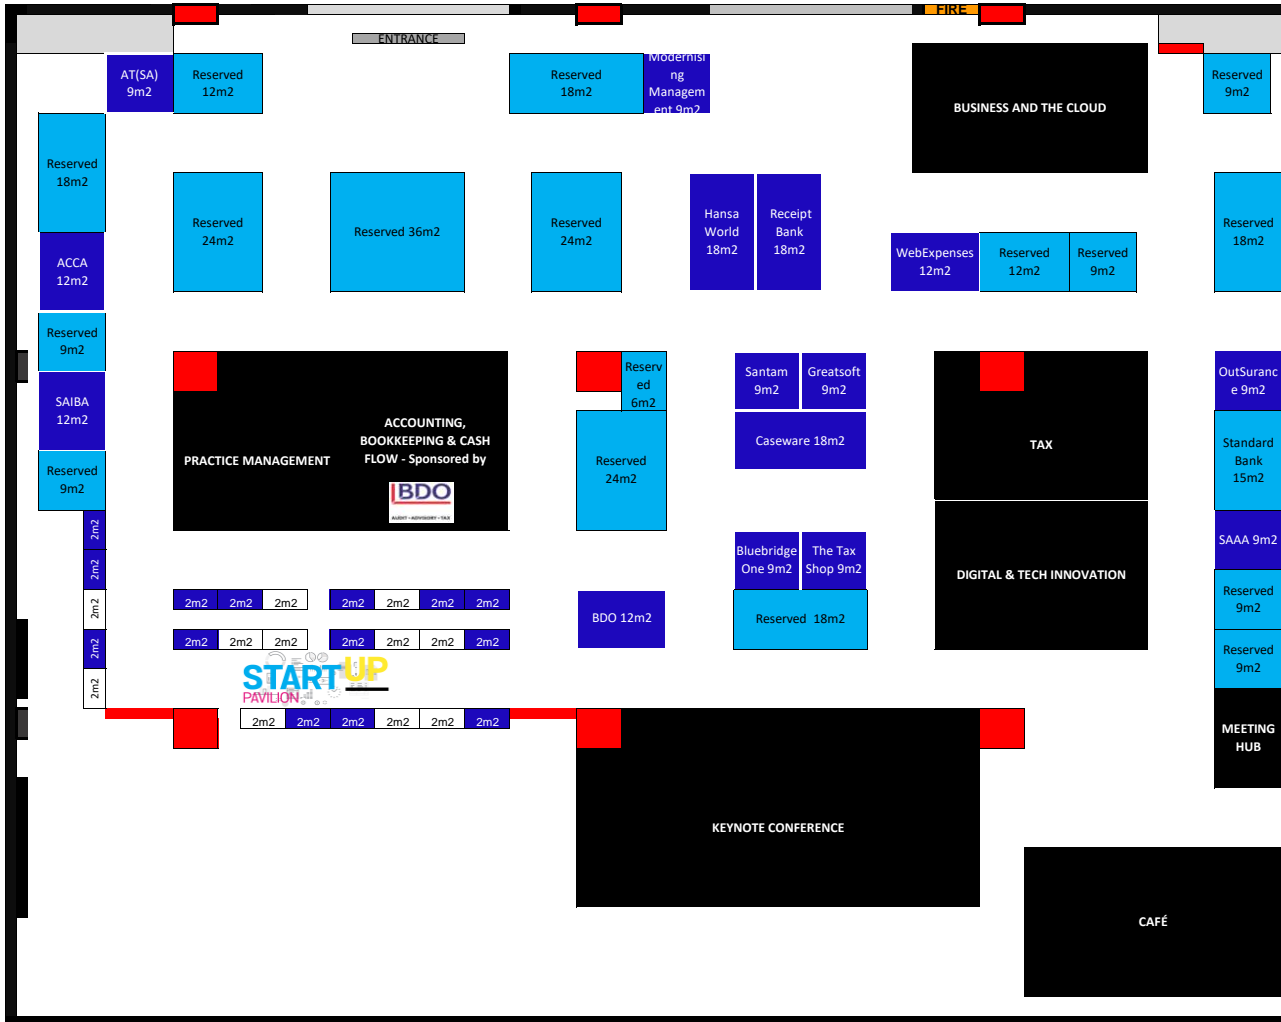 FIRE
ENTRANCE
AT(SA)
9m2
Reserved
12m2
Reserved
18m2
Modernisi
ng
Managem
ent 9m2
BUSINESS AND THE CLOUD
Reserved
9m2
Reserved
18m2
Reserved
24m2
Reserved 36m2
Reserved
24m2
Hansa
World
18m2
Receipt
Bank
18m2
Reserved
18m2
ACCA
12m2
WebExpenses
12m2
Reserved
12m2
Reserved
9m2
Reserved
9m2
SAIBA
12m2
Reserved
9m2
PRACTICE MANAGEMENT
ACCOUNTING,
BOOKKEEPING & CASH
FLOW - Sponsored by
BDO
AUDIT • ADVISORY • TAX
Reserv
ed
6m2
Reserved
24m2
Santam
9m2
Greatsoft
9m2
Caseware 18m2
TAX
OutSuranc
e 9m2
Standard
Bank
15m2
2m2
2m2
2m2
2m2
2m2
Bluebridge
One 9m2
The Tax
Shop 9m2
DIGITAL & TECH INNOVATION
SAAA 9m2
Reserved
9m2
Reserved
9m2
2m2 2m2 2m2 2m2 2m2 2m2 2m2
BDO 12m2
Reserved 18m2
2m2 2m2 2m2 2m2 2m2 2m2 2m2
START UP
PAVILION
2m2 2m2 2m2 2m2 2m2 2m2
MEETING
HUB
KEYNOTE CONFERENCE
CAFÉ